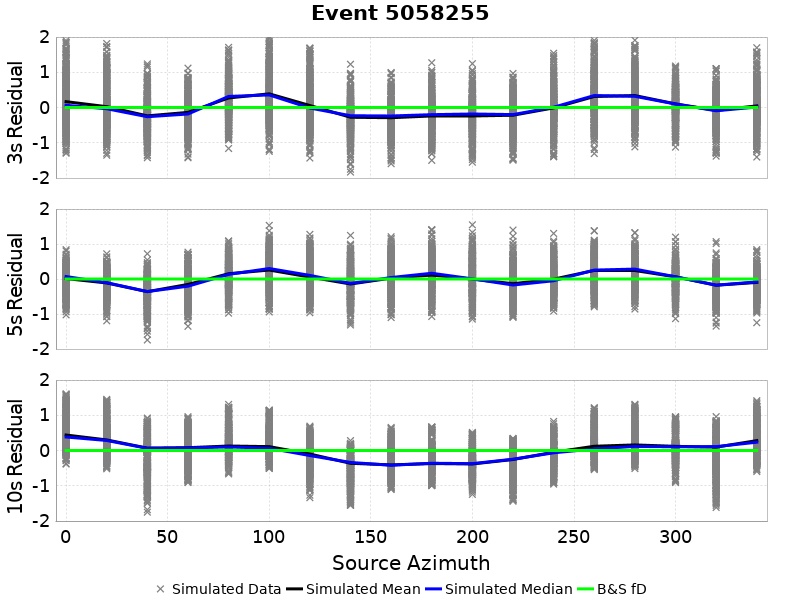 Event 5058255
3s Residual
2
1
0
-1
-2
5s Residual
2
1
0
-1
-2
10s Residual
2
1
0
-1
-2
0 50 100 150 200 250 300
Source Azimuth
Simulated Data Simulated Mean Simulated Median B&S fD